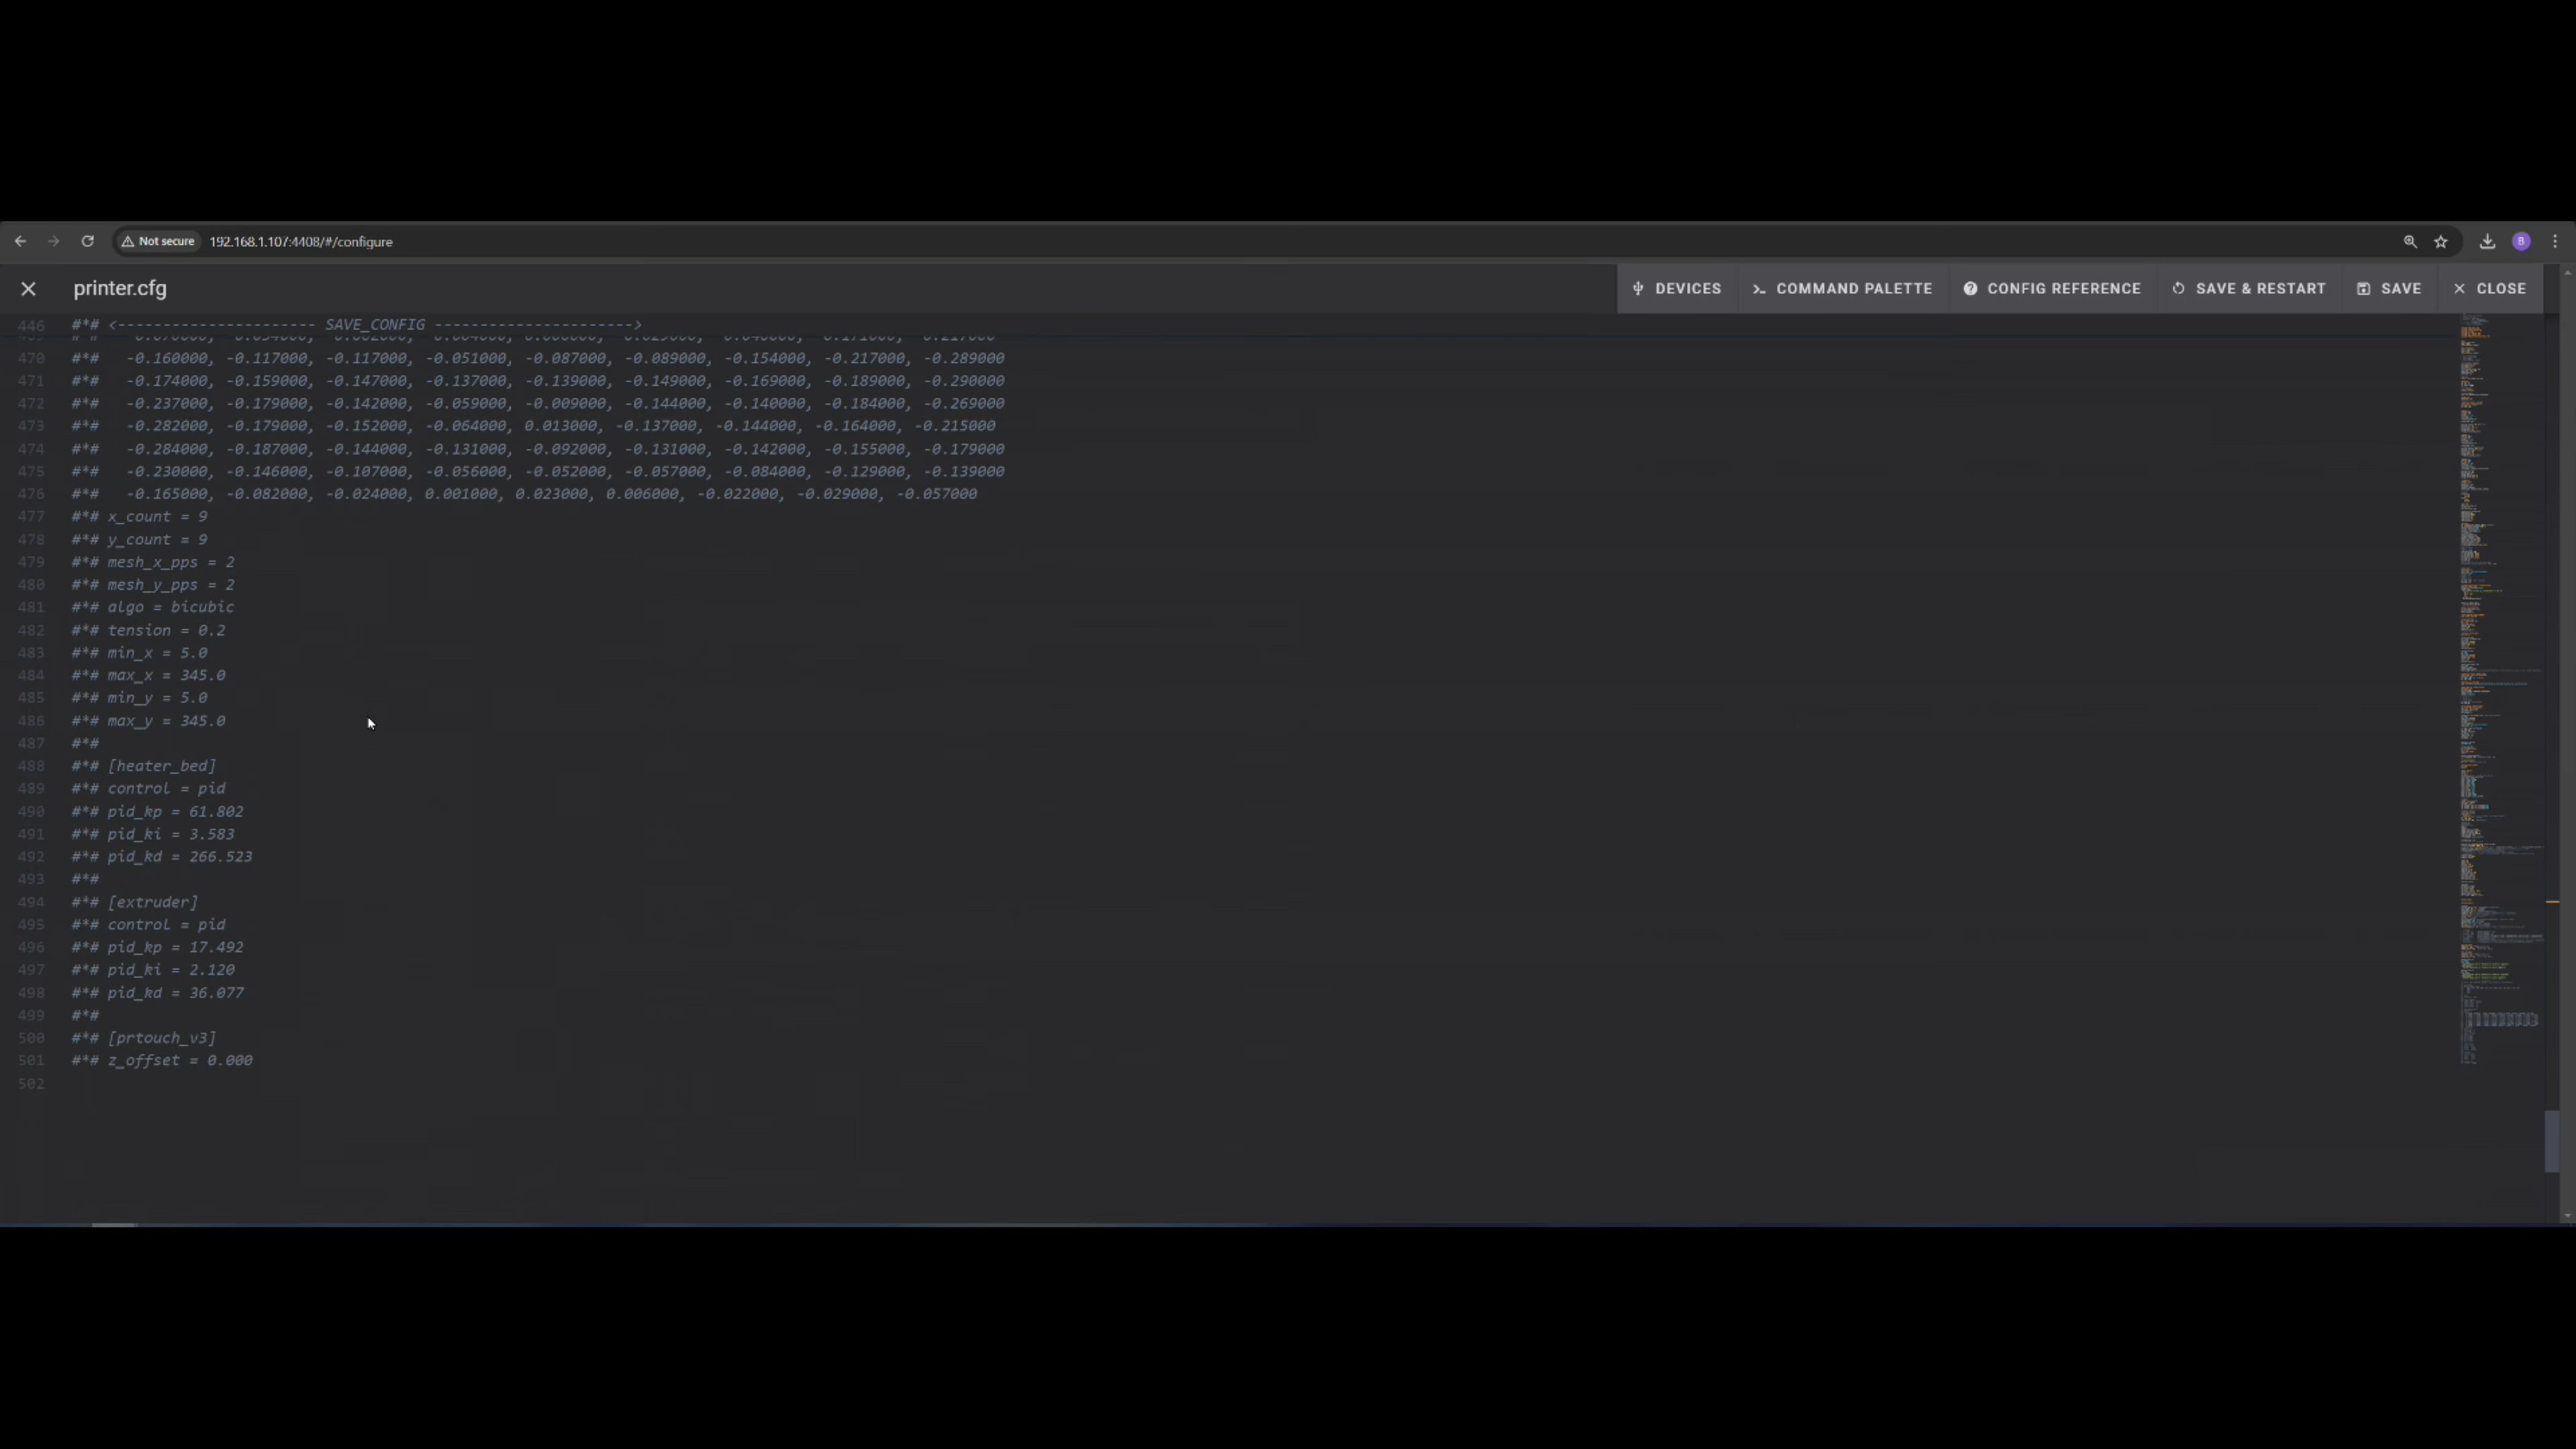 Not secure 192.168.1.107:4408/#/configure B
printer.cfg DEVICES COMMAND PALETTE CONFIG REFERENCE SAVE & RESTART SAVE CLOSE
446 #*# <---------------------- SAVE_CONFIG ---------------------->
470 #*# -0.160000, -0.117000, -0.117000, -0.051000, -0.087000, -0.089000, -0.154000, -0.217000, -0.289000
471 #*# -0.174000, -0.159000, -0.147000, -0.137000, -0.139000, -0.149000, -0.169000, -0.189000, -0.290000
472 #*# -0.237000, -0.179000, -0.142000, -0.059000, -0.009000, -0.144000, -0.140000, -0.184000, -0.269000
473 #*# -0.282000, -0.179000, -0.152000, -0.064000, 0.013000, -0.137000, -0.144000, -0.164000, -0.215000
474 #*# -0.284000, -0.187000, -0.144000, -0.131000, -0.092000, -0.131000, -0.142000, -0.155000, -0.179000
475 #*# -0.230000, -0.146000, -0.107000, -0.056000, -0.052000, -0.057000, -0.084000, -0.129000, -0.139000
476 #*# -0.165000, -0.082000, -0.024000, 0.001000, 0.023000, 0.006000, -0.022000, -0.029000, -0.057000
477 #*# x_count = 9
478 #*# y_count = 9
479 #*# mesh_x_pps = 2
480 #*# mesh_y_pps = 2
481 #*# algo = bicubic
482 #*# tension = 0.2
483 #*# min_x = 5.0
484 #*# max_x = 345.0
485 #*# min_y = 5.0
486 #*# max_y = 345.0
487 #*#
488 #*# [heater_bed]
489 #*# control = pid
490 #*# pid_kp = 61.802
491 #*# pid_ki = 3.583
492 #*# pid_kd = 266.523
493 #*#
494 #*# [extruder]
495 #*# control = pid
496 #*# pid_kp = 17.492
497 #*# pid_ki = 2.120
498 #*# pid_kd = 36.077
499 #*#
500 #*# [prtouch_v3]
501 #*# z_offset = 0.000
502